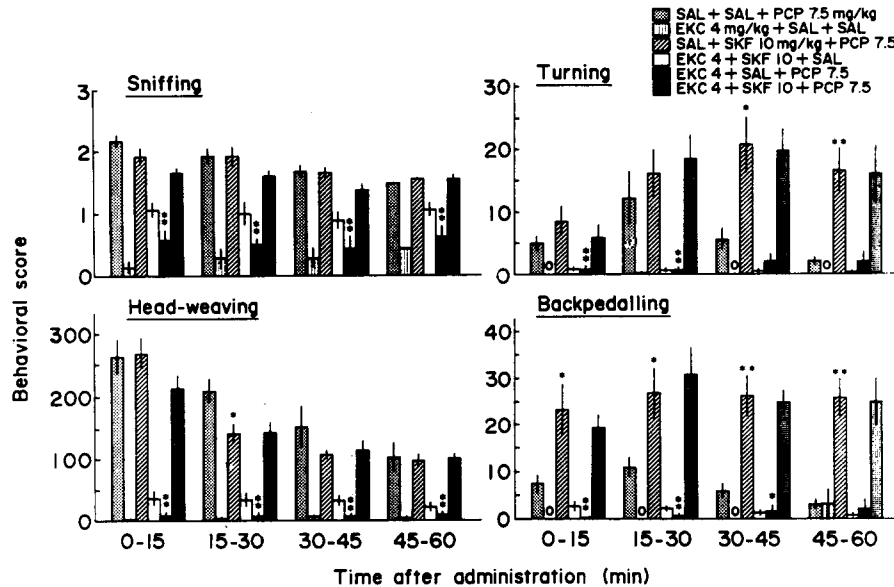 SAL + SAL + PCP 7.5 mg/kg
EKC 4 mg/kg + SAL + SAL
SAL + SKF 10 mg/kg + PCP 7.5
EKC 4 + SKF 10 + SAL
EKC 4 + SAL + PCP 7.5
EKC 4 + SKF 10 + PCP 7.5
Sniffing
Turning
3
2
1
0
30
20
10
0
* *
* *
* *
* *
* *
* *
*
* *
O
O
O
O
Head-weaving
Backpedalling
300
200
100
0
40
30
20
10
0
* *
*
* *
* *
* *
*
* *
*
* *
* *
*
* *
O
O
O
0-15
15-30
30-45
45-60
0-15
15-30
30-45
45-60
Behavioral score
Time after administration (min)